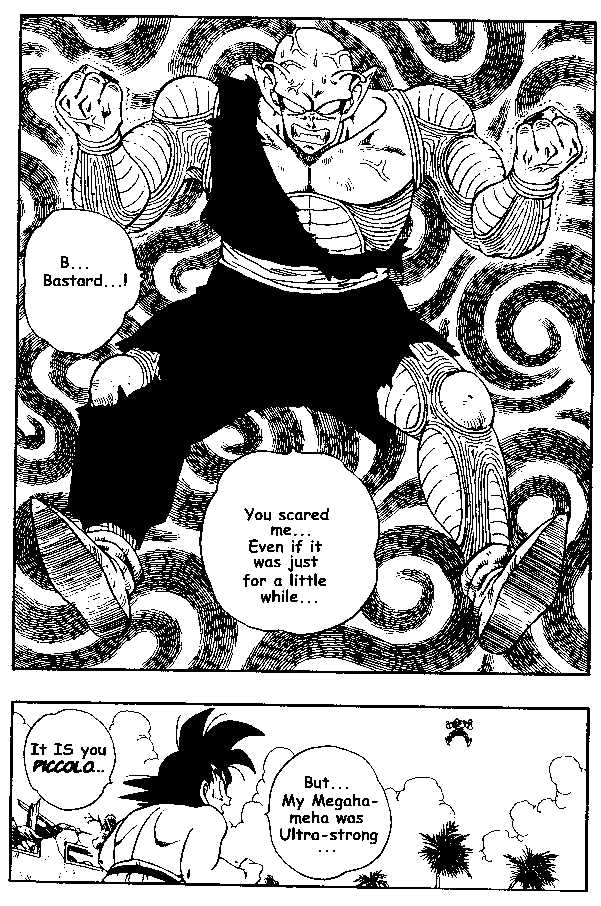 B...
Bastard...!
You scared
me...
Even if it
was just
for a little
while...
It IS you
PICCOLO...
But...
My Megaha-
meha was
Ultra-strong
...